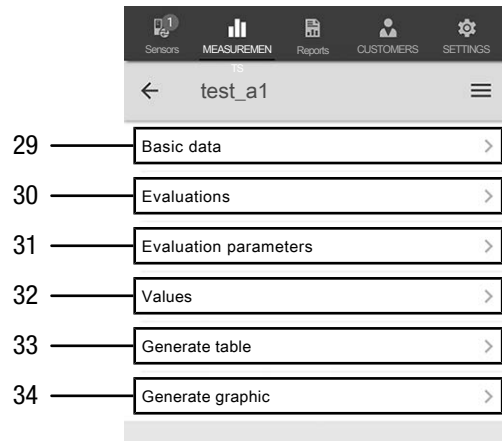 1
Sensors MEASUREMEN Reports CUSTOMERS SETTINGS
TS
test_a1
29 Basic data
30 Evaluations
31 Evaluation parameters
32 Values
33 Generate table
34 Generate graphic